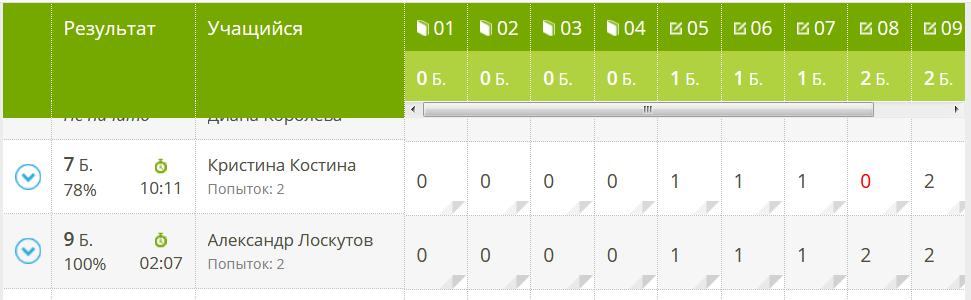 Результат Учащийся 01 02 03 04 05 06 07 08 09
0 Б. 0 Б. 0 Б. 0 Б. 1 Б. 1 Б. 1 Б. 2 Б. 2 Б.
Не начато Диана Королева
7 Б. Кристина Костина 0 0 0 0 1 1 1 0 2
78% 10:11 Попыток: 2
9 Б. Александр Лоскутов 0 0 0 0 1 1 1 2 2
100% 02:07 Попыток: 2